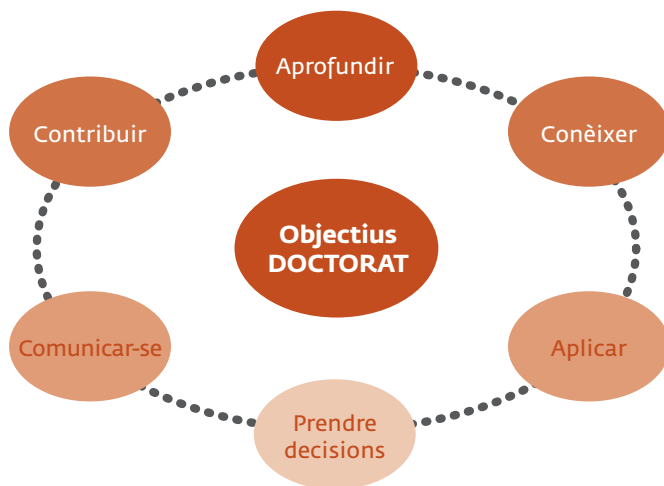 Aprofundir
Contribuir
Conèixer
Objectius
DOCTORAT
Comunicar-se
Aplicar
Prendre
decisions